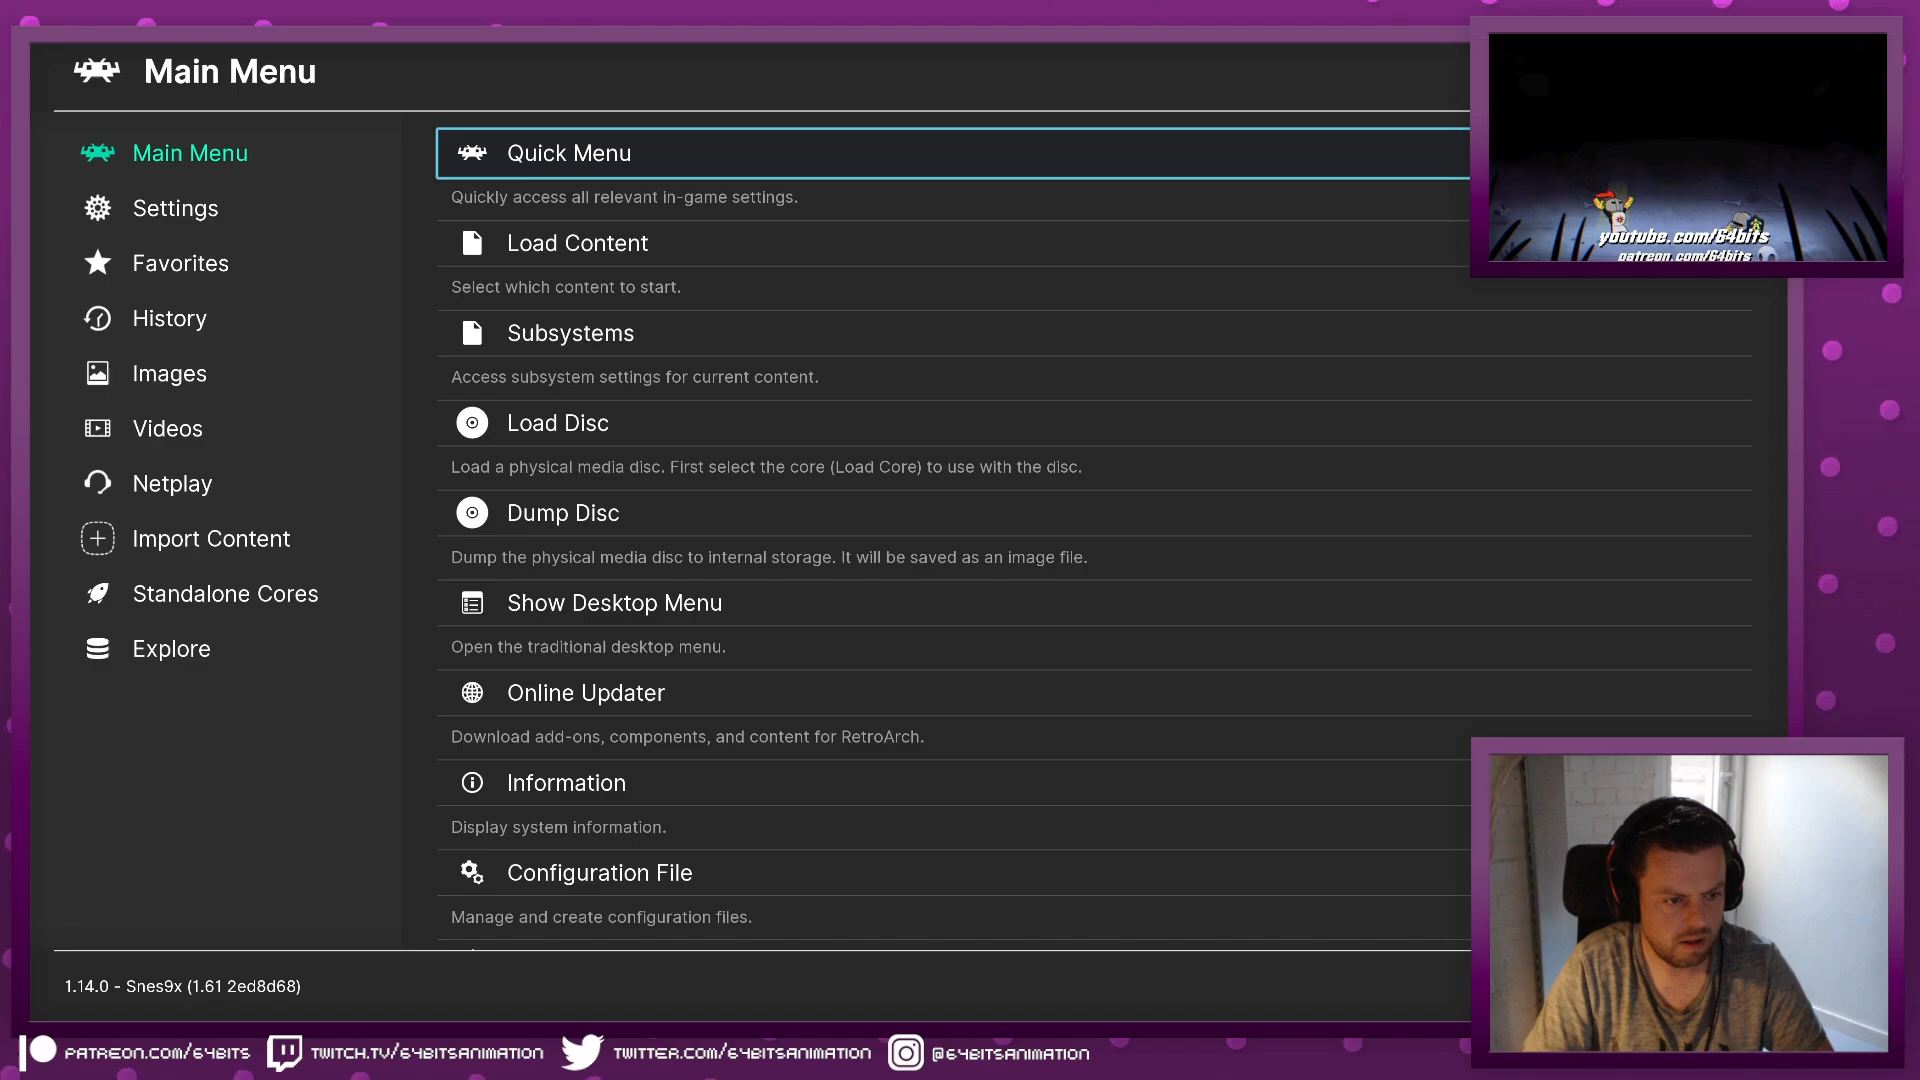 Main Menu
Main Menu
Settings
Favorites
History
Images
Videos
Netplay
Import Content
Standalone Cores
Explore
Quick Menu
Quickly access all relevant in-game settings.
Load Content
Select which content to start.
Subsystems
Access subsystem settings for current content.
Load Disc
Load a physical media disc. First select the core (Load Core) to use with the disc.
Dump Disc
Dump the physical media disc to internal storage. It will be saved as an image file.
Show Desktop Menu
Open the traditional desktop menu.
Online Updater
Download add-ons, components, and content for RetroArch.
Information
Display system information.
Configuration File
Manage and create configuration files.
1.14.0 - Snes9x (1.61 2ed8d68)
youtube.com/64bits
patreon.com/64bits
PATREON.COM/64BITS
TWITCH.TV/64BITSANIMATION
TWITTER.COM/64BITSANIMATION
@64BITSANIMATION